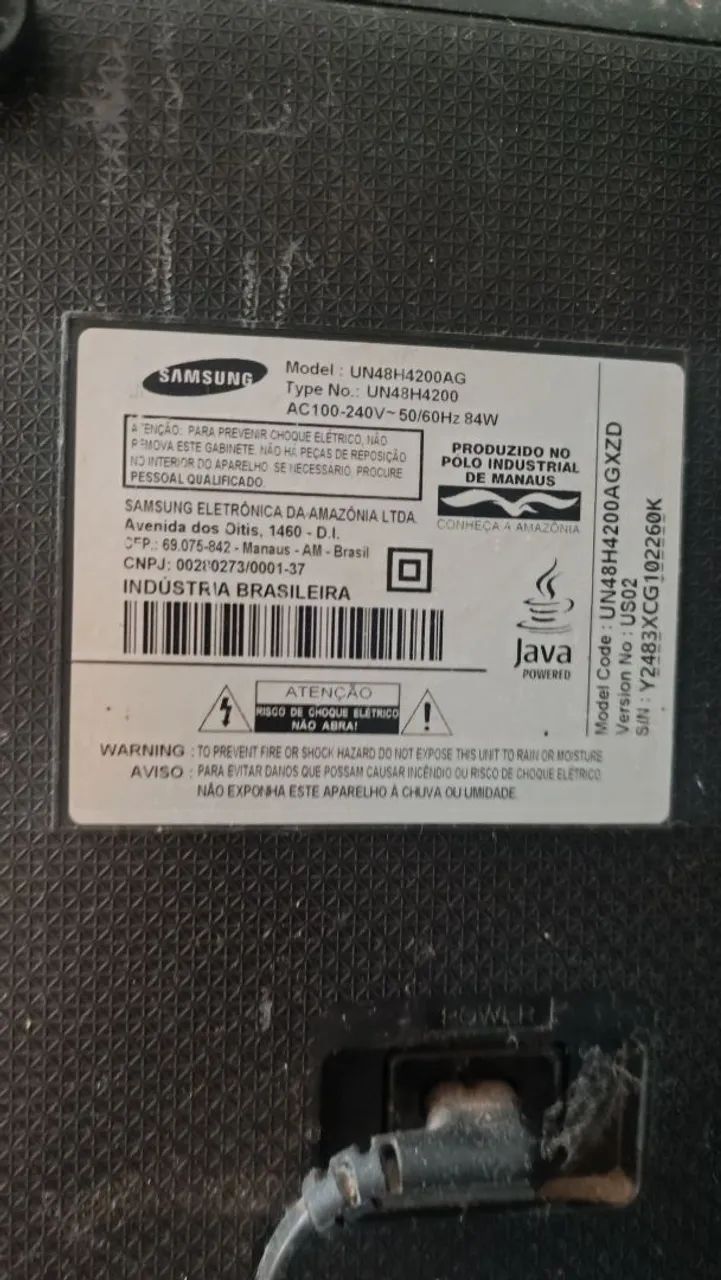 SAMSUNG
Model : UN48H4200AG
Type No.: UN48H4200
AC100-240V~50/60Hz 84W
ATENÇÃO: PARA PREVENIR CHOQUE ELÉTRICO, NÃO
REMOVA ESTE GABINETE. NÃO HÁ PEÇAS DE REPOSIÇÃO
NO INTERIOR DO APARELHO. SE NECESSÁRIO, PROCURE
PESSOAL QUALIFICADO.
SAMSUNG ELETRÔNICA DA AMAZÔNIA LTDA.
Avenida dos Oitis, 1460 - D.I.
CEP.: 69.075-842 - Manaus - AM - Brasil
CNPJ: 00280273/0001-37
INDÚSTRIA BRASILEIRA
PRODUZIDO NO
PÓLO INDUSTRIAL
DE MANAUS
CONHEÇA A AMAZÔNIA
Java
POWERED
Model Code : UN48H4200AGXZD
Version No : US02
S/N : Y2483XCG102260K
ATENÇÃO
RISCO DE CHOQUE ELÉTRICO
NÃO ABRA!
WARNING : TO PREVENT FIRE OR SHOCK HAZARD DO NOT EXPOSE THIS UNIT TO RAIN OR MOISTURE
AVISO : PARA EVITAR DANOS QUE POSSAM CAUSAR INCÊNDIO OU RISCO DE CHOQUE ELÉTRICO,
NÃO EXPONHA ESTE APARELHO À CHUVA OU UMIDADE.
POWER